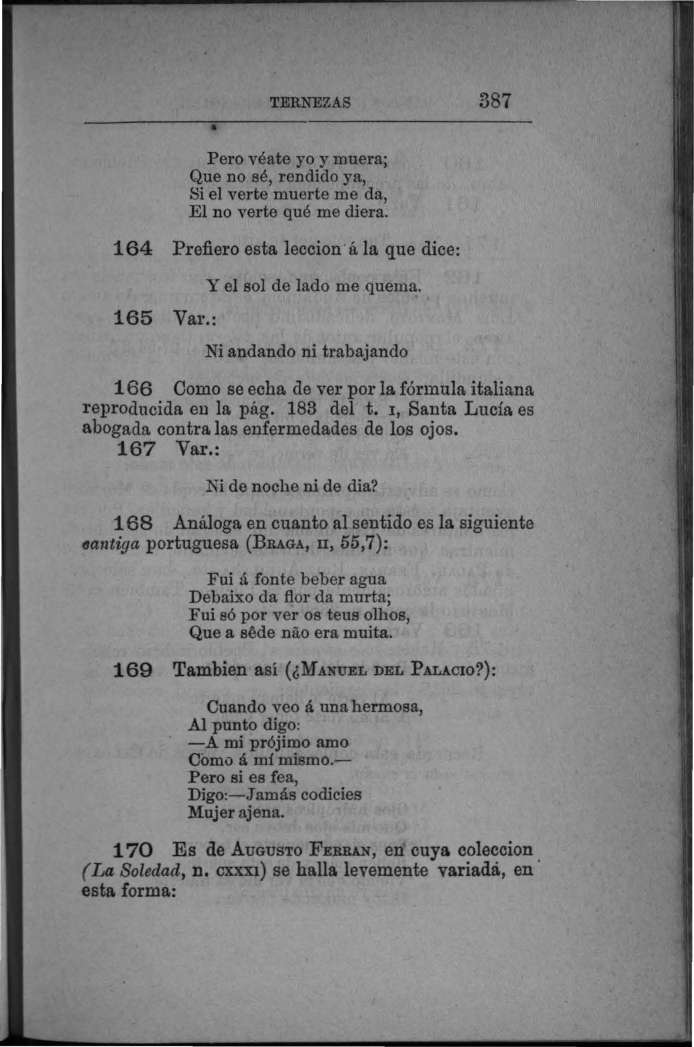 TERNEZAS 387
Pero véate yo y muera;
Que no sé, rendido ya,
Si el verte muerte me da,
El no verte qué me diera.
164 Prefiero esta leccion á la que dice:
Y el sol de lado me quema.
165 Var.:
Ni andando ni trabajando
166 Como se echa de ver por la fórmula italiana
reproducida en la pág. 183 del t. I, Santa Lucía es
abogada contra las enfermedades de los ojos.
167 Var.:
Ni de noche ni de dia?
168 Análoga en cuanto al sentido es la siguiente
cantiga portuguesa (BRAGA, II, 55,7):
Fui á fonte beber agua
Debaixo da flor da murta;
Fui só por ver os teus olhos,
Que a sêde não era muita.
169 Tambien así (¿MANUEL DEL PALACIO?):
Cuando veo á una hermosa,
Al punto digo:
—A mi prójimo amo
Como á mí mismo.—
Pero si es fea,
Digo:—Jamás codicies
Mujer ajena.
170 Es de AUGUSTO FERRAN, en cuya coleccion
(La Soledad, n. CXXXI) se halla levemente variada, en
esta forma: